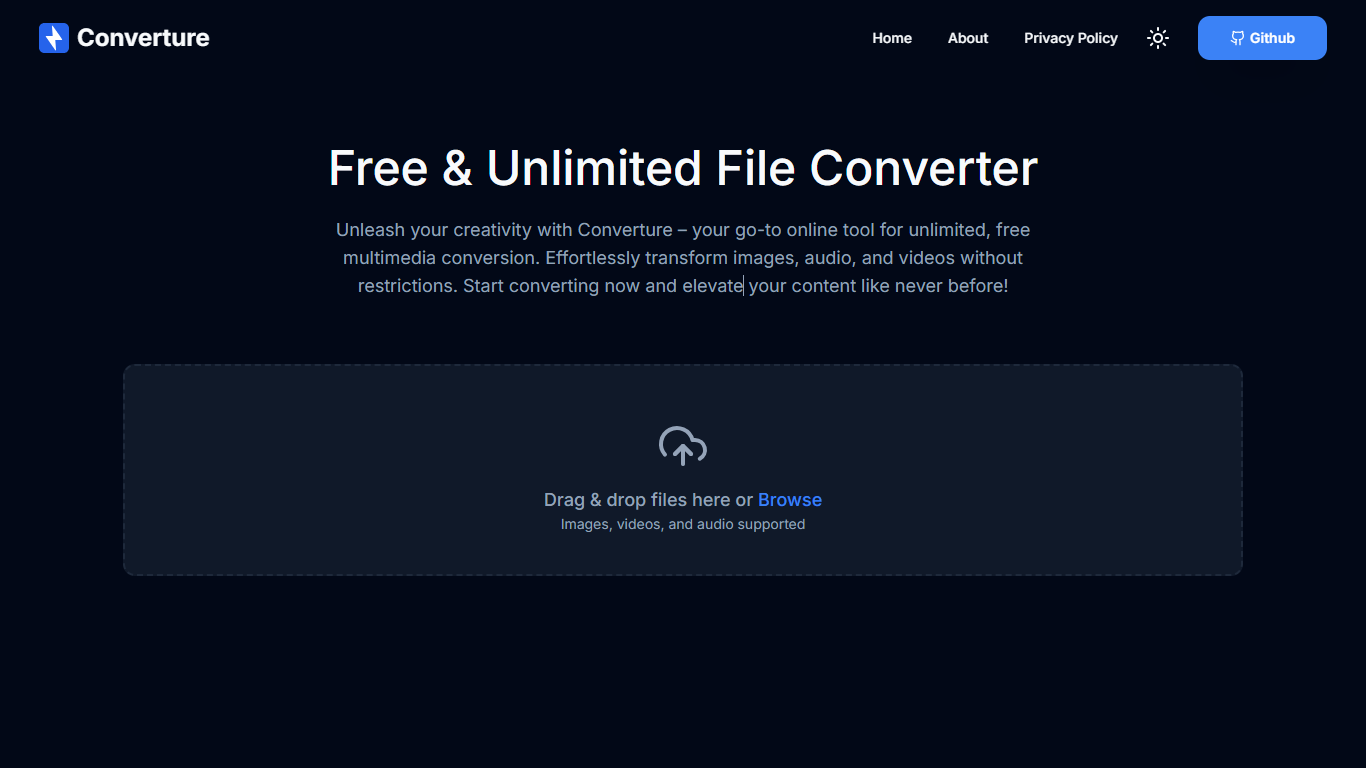 Converture
Home
About
Privacy Policy
Github
Free & Unlimited File Converter
Unleash your creativity with Converture – your go-to online tool for unlimited, free
multimedia conversion. Effortlessly transform images, audio, and videos without
restrictions. Start converting now and elevate your content like never before!
Drag & drop files here or Browse
Images, videos, and audio supported